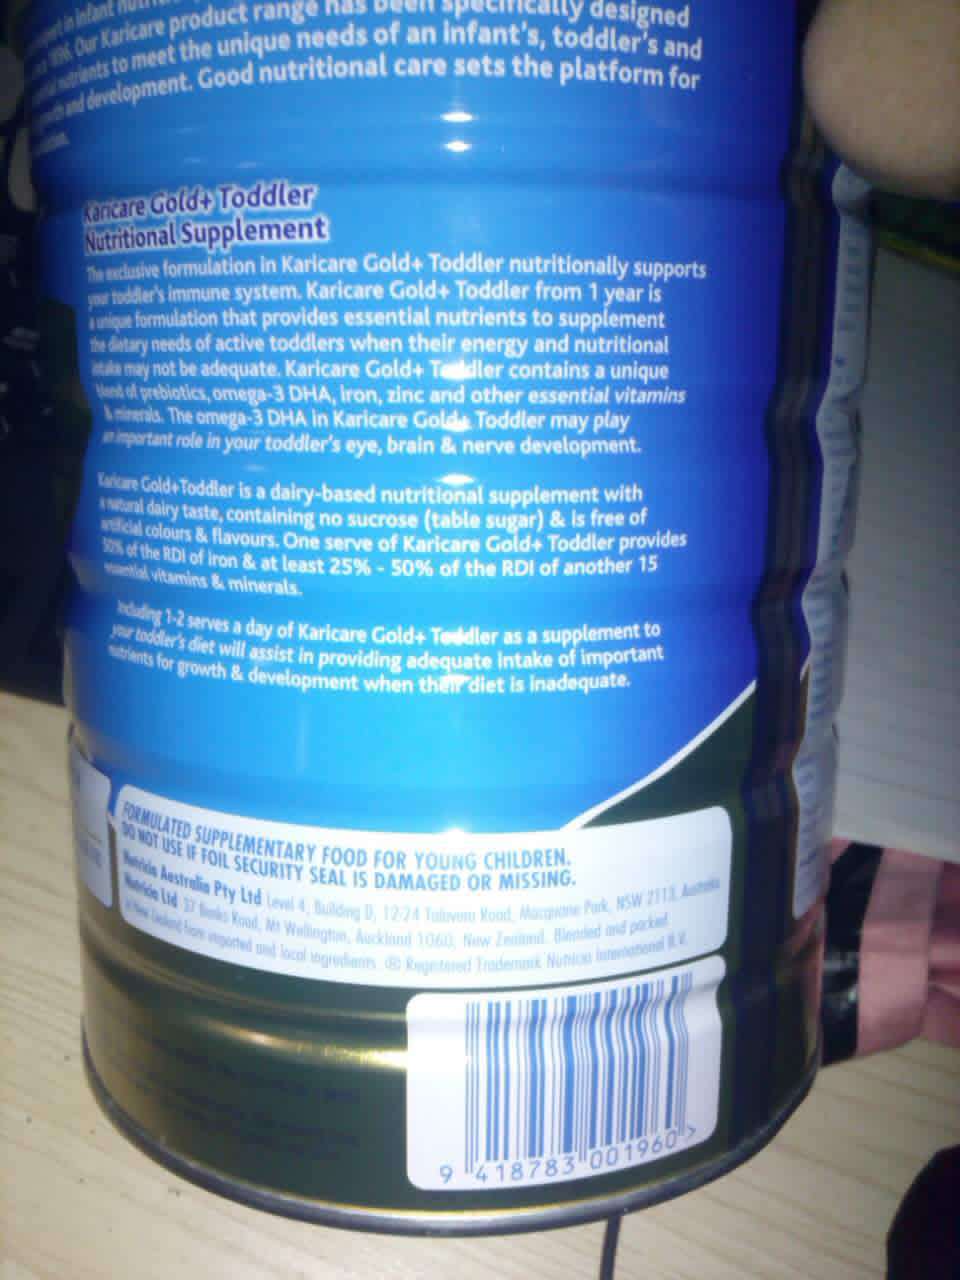 in infant
Our Karicare product range has been specifically designed
nutrients to meet the unique needs of an infant's, toddler's and
and development. Good nutritional care sets the platform for
Karicare Gold+ Toddler
Nutritional Supplement
The exclusive formulation in Karicare Gold+ Toddler nutritionally supports
your toddler's immune system. Karicare Gold+ Toddler from 1 year is
a unique formulation that provides essential nutrients to supplement
the dietary needs of active toddlers when their energy and nutritional
intake may not be adequate. Karicare Gold+ Toddler contains a unique
blend of prebiotics, omega-3 DHA, iron, zinc and other essential vitamins
& minerals. The omega-3 DHA in Karicare Gold+ Toddler may play
an important role in your toddler's eye, brain & nerve development.
Karicare Gold+Toddler is a dairy-based nutritional supplement with
a natural dairy taste, containing no sucrose (table sugar) & is free of
artificial colours & flavours. One serve of Karicare Gold+ Toddler provides
50% of the RDI of iron & at least 25% - 50% of the RDI of another 15
essential vitamins & minerals.
Including 1-2 serves a day of Karicare Gold+ Toddler as a supplement to
your toddler's diet will assist in providing adequate intake of important
nutrients for growth & development when their diet is inadequate.
FORMULATED SUPPLEMENTARY FOOD FOR YOUNG CHILDREN.
DO NOT USE IF FOIL SECURITY SEAL IS DAMAGED OR MISSING.
Nutricia Australia Pty Ltd Level 4, Building D, 12-24 Talavera Road, Macquarie Park, NSW 2113, Australia
Nutricia Ltd 37 Banks Road, Mt Wellington, Auckland 1060, New Zealand. Blended and packed
in New Zealand from imported and local ingredients. ® Registered Trademark Nutricia International B.V.
9 418783 001960 >